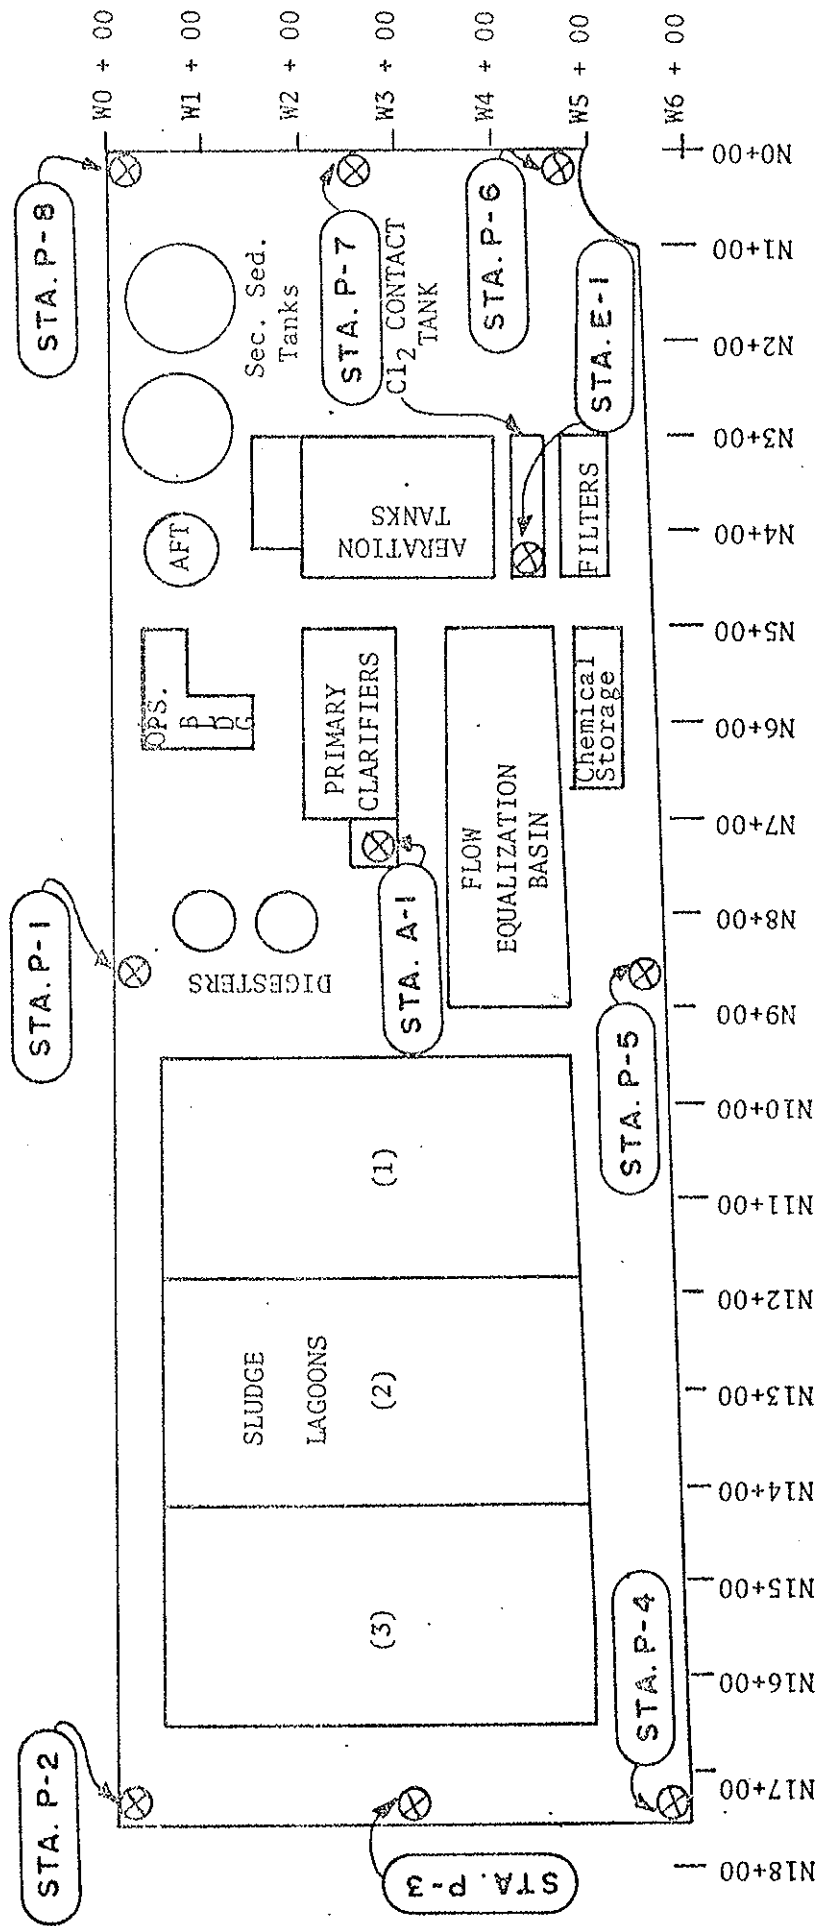 W0 + 00
W1 + 00
W2 + 00
W3 + 00
W4 + 00
W5 + 00
W6 + 00
N0+00
N1+00
N2+00
N3+00
N4+00
N5+00
N6+00
N7+00
N8+00
N9+00
N10+00
N11+00
N12+00
N13+00
N14+00
N15+00
N16+00
N17+00
N18+00
STA. P-2
STA. P-1
STA. P-8
STA. P-3
STA. P-4
STA. P-5
STA. P-6
STA. P-7
STA. A-1
STA. E-1
SLUDGE
LAGOONS
(3)
(2)
(1)
DIGESTERS
OPS.
BLDG
AFT
Sec. Sed.
Tanks
PRIMARY
CLARIFIERS
AERATION
TANKS
Cl2 CONTACT
TANK
FLOW
EQUALIZATION
BASIN
Chemical
Storage
FILTERS